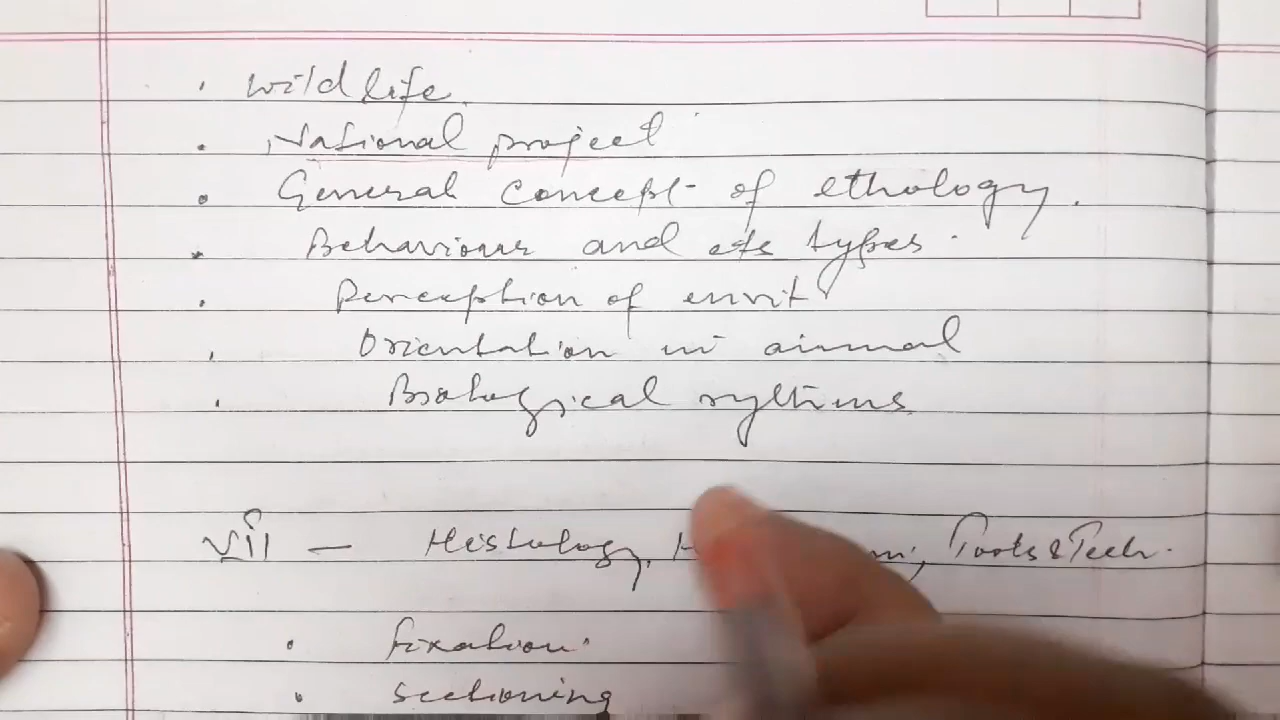 . Wildlife.
. National project
. General concept of ethology.
. Behaviour and its types.
. Perception of envit
. Orientation in animal
. Biological rythms
VII — Histology, Tools & Tech.
. fixation
. Sectioning